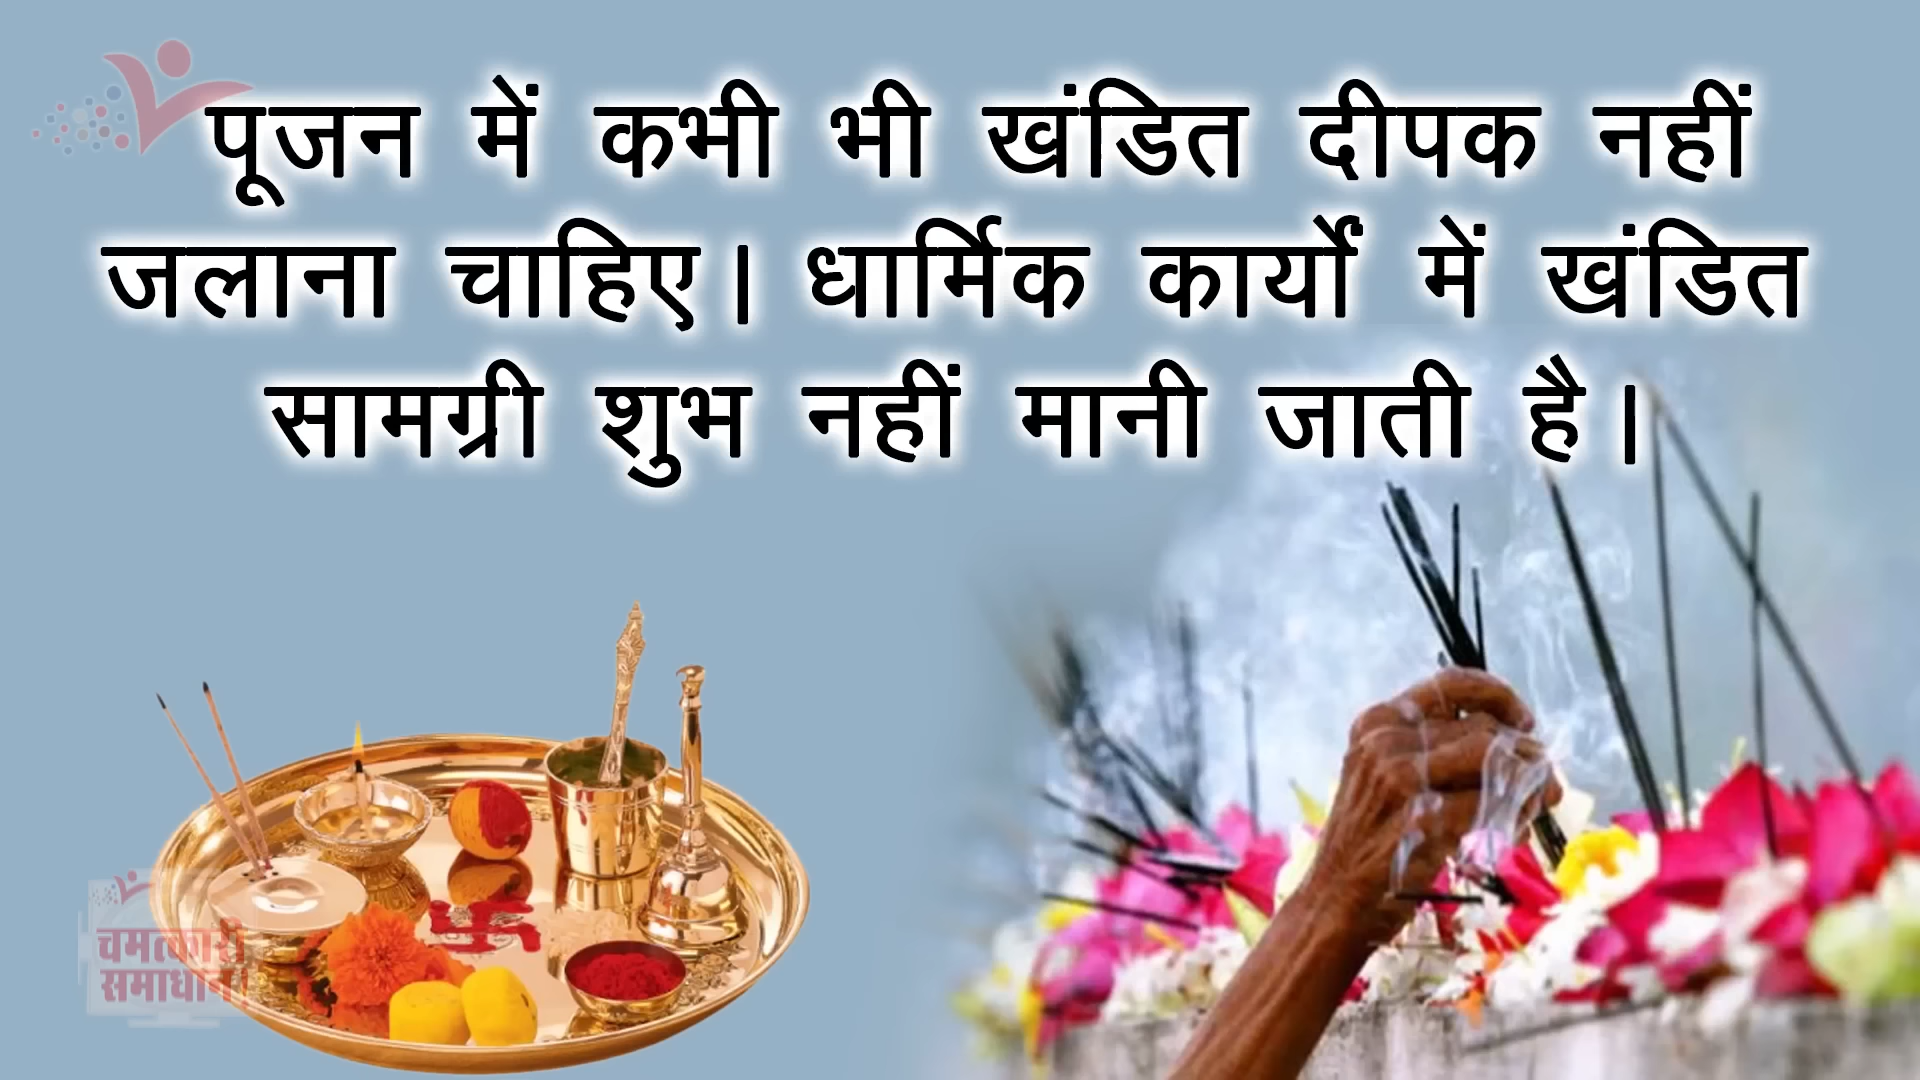 पूजन में कभी भी खंडित दीपक नहीं
जलाना चाहिए। धार्मिक कार्यों में खंडित
सामग्री शुभ नहीं मानी जाती है।
चमत्कारी
समाधान!